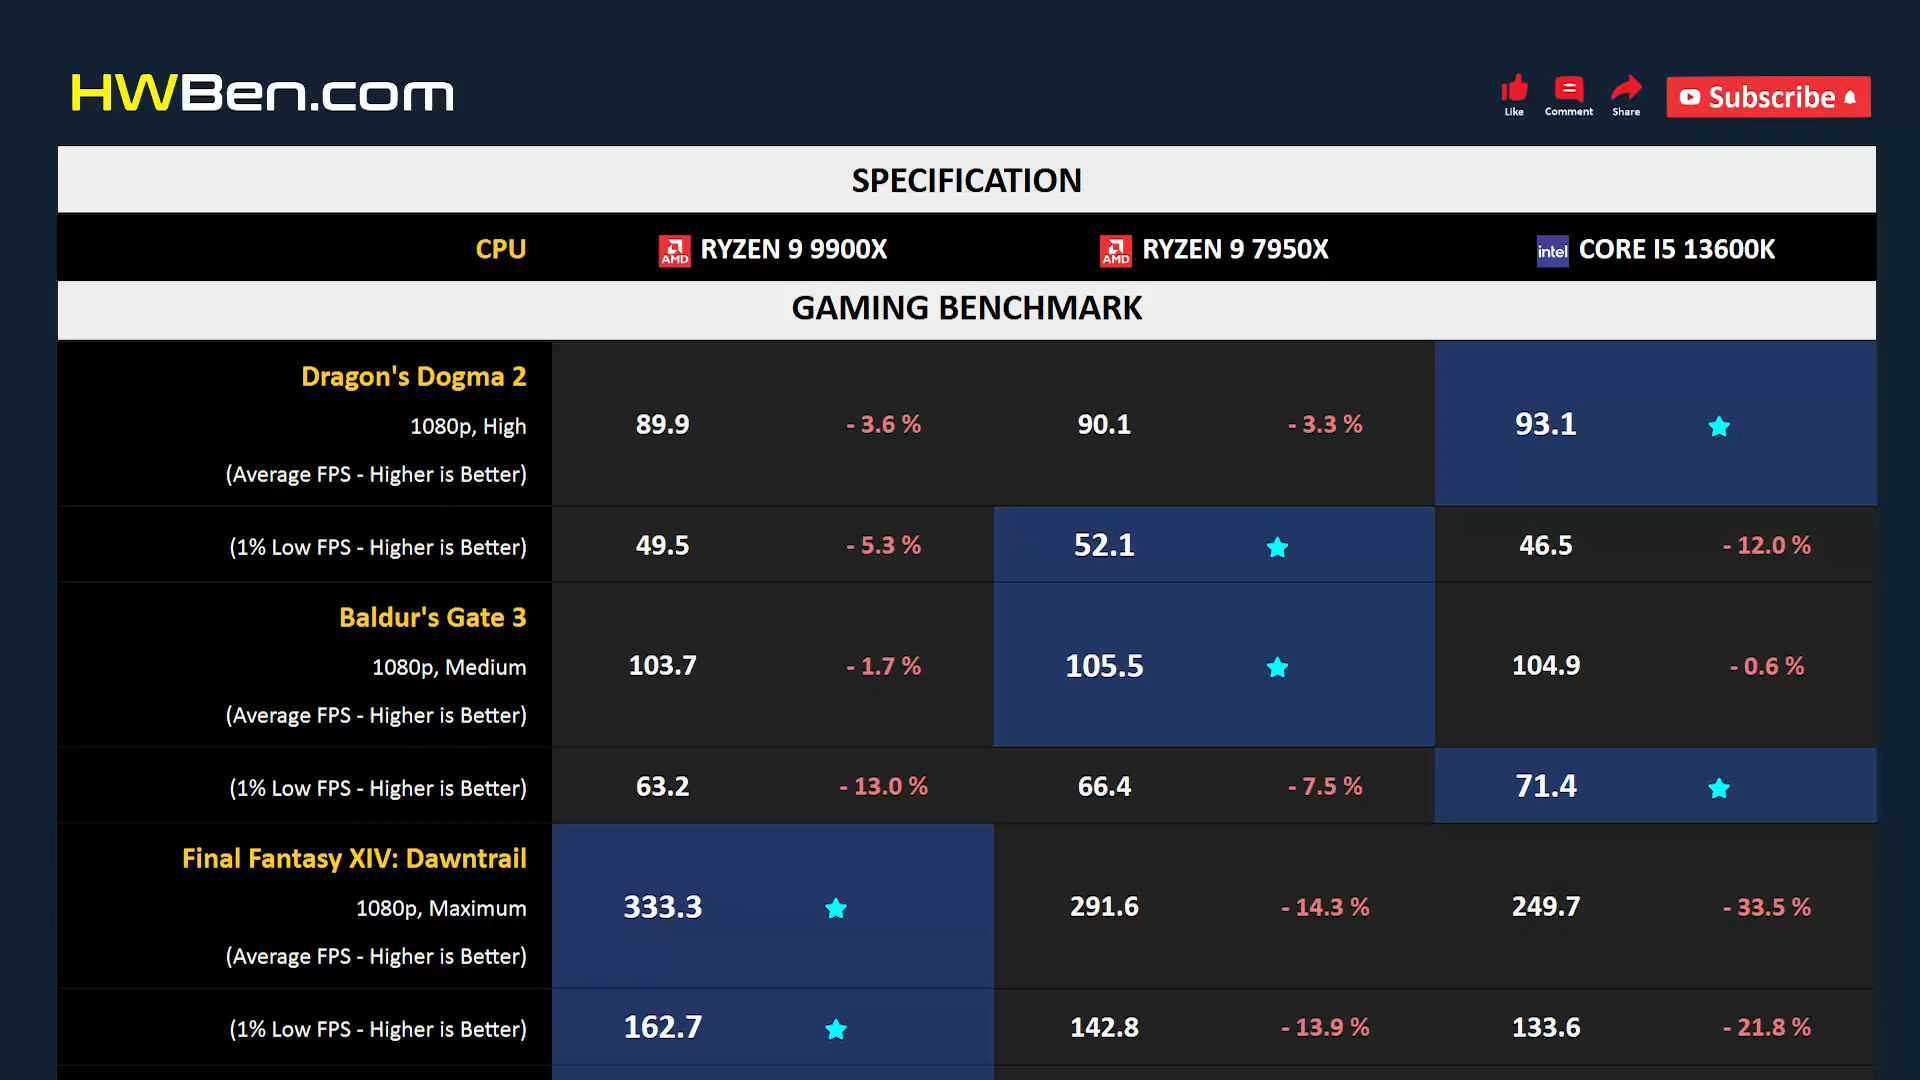 HWBen.com
Like
Comment
Share
Subscribe
SPECIFICATION
CPU AMD RYZEN 9 9900X AMD RYZEN 9 7950X intel CORE I5 13600K
GAMING BENCHMARK
Dragon's Dogma 2
1080p, High
(Average FPS - Higher is Better)
89.9 - 3.6 % 90.1 - 3.3 % 93.1
(1% Low FPS - Higher is Better) 49.5 - 5.3 % 52.1 46.5 - 12.0 %
Baldur's Gate 3
1080p, Medium
(Average FPS - Higher is Better)
103.7 - 1.7 % 105.5 104.9 - 0.6 %
(1% Low FPS - Higher is Better) 63.2 - 13.0 % 66.4 - 7.5 % 71.4
Final Fantasy XIV: Dawntrail
1080p, Maximum
(Average FPS - Higher is Better)
333.3 291.6 - 14.3 % 249.7 - 33.5 %
(1% Low FPS - Higher is Better) 162.7 142.8 - 13.9 % 133.6 - 21.8 %